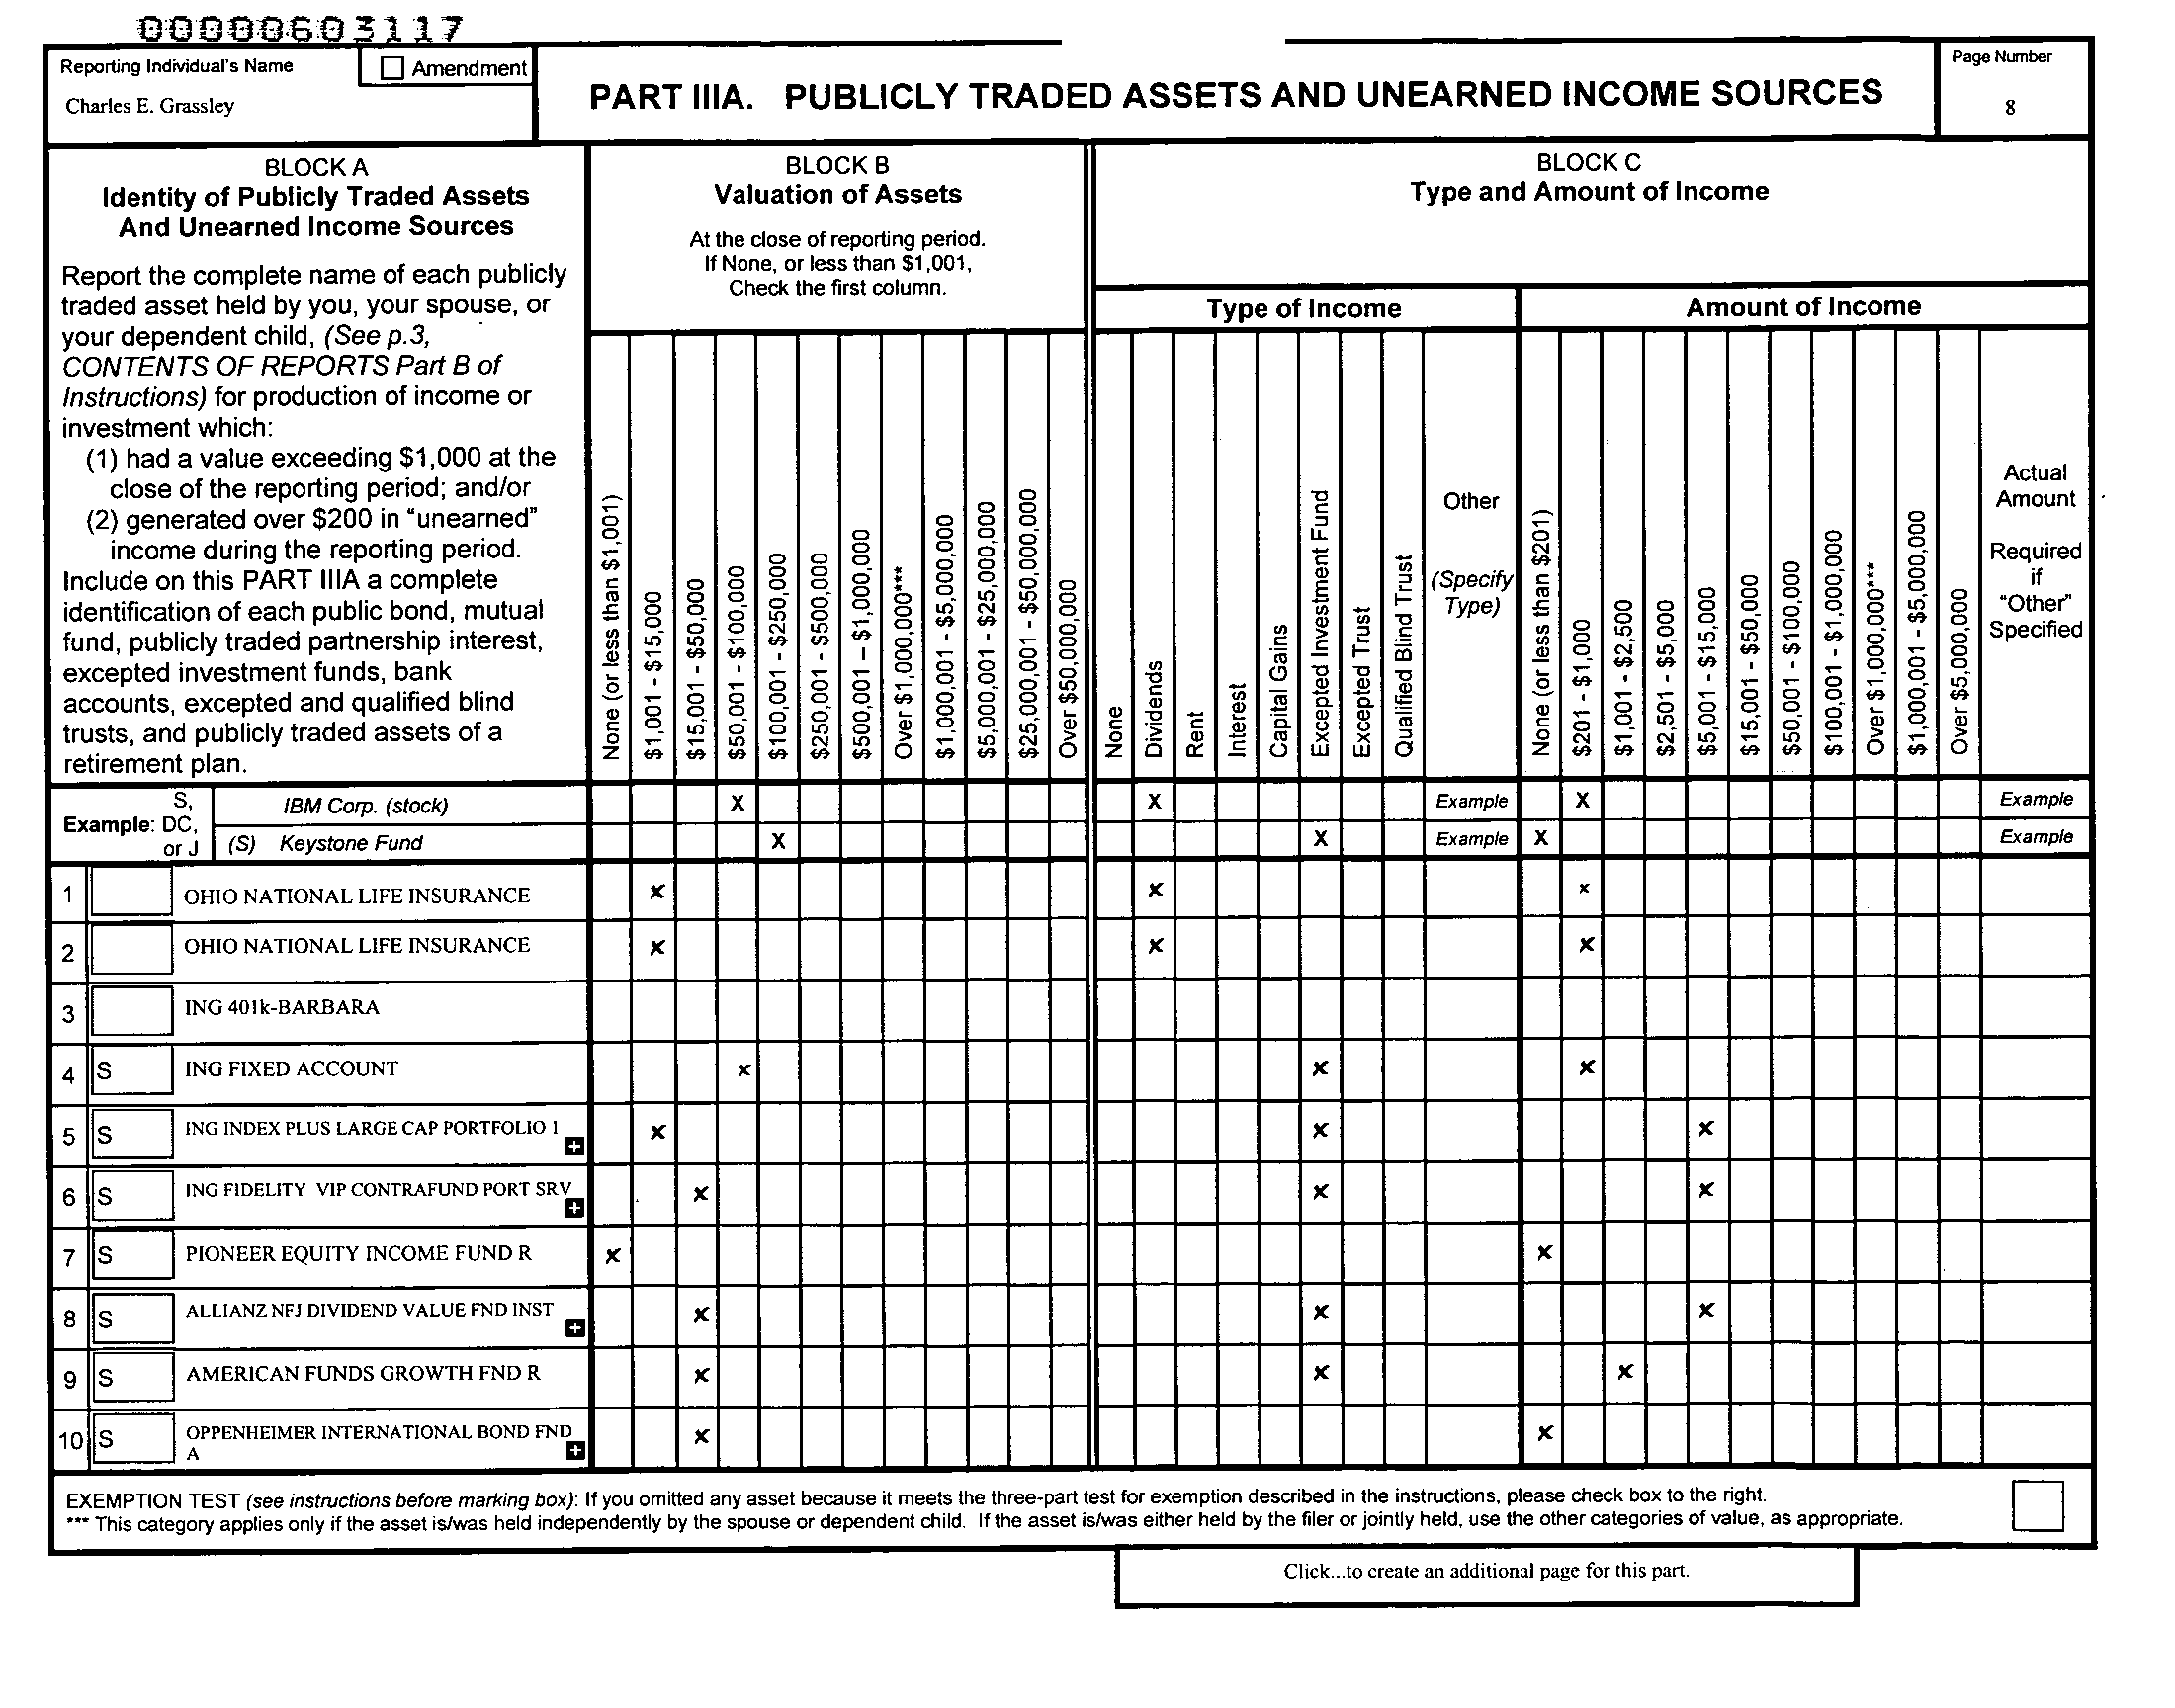 00000603117
Reporting Individual's Name
Amendment
Charles E. Grassley
PART IIIA. PUBLICLY TRADED ASSETS AND UNEARNED INCOME SOURCES
Page Number
8
BLOCK A
Identity of Publicly Traded Assets
And Unearned Income Sources
Report the complete name of each publicly
traded asset held by you, your spouse, or
your dependent child, (See p.3,
CONTENTS OF REPORTS Part B of
Instructions) for production of income or
investment which:
(1) had a value exceeding $1,000 at the
close of the reporting period; and/or
(2) generated over $200 in “unearned”
income during the reporting period.
Include on this PART IIIA a complete
identification of each public bond, mutual
fund, publicly traded partnership interest,
excepted investment funds, bank
accounts, excepted and qualified blind
trusts, and publicly traded assets of a
retirement plan.
BLOCK B
Valuation of Assets
At the close of reporting period.
If None, or less than $1,001,
Check the first column.
None (or less than $1,001)
$1,001 - $15,000
$15,001 - $50,000
$50,001 - $100,000
$100,001 - $250,000
$250,001 - $500,000
$500,001 – $1,000,000
Over $1,000,000***
$1,000,001 - $5,000,000
$5,000,001 - $25,000,000
$25,000,001 - $50,000,000
Over $50,000,000
BLOCK C
Type and Amount of Income
Type of Income
None
Dividends
Rent
Interest
Capital Gains
Excepted Investment Fund
Excepted Trust
Qualified Blind Trust
Other
(Specify
Type)
Amount of Income
None (or less than $201)
$201 - $1,000
$1,001 - $2,500
$2,501 - $5,000
$5,001 - $15,000
$15,001 - $50,000
$50,001 - $100,000
$100,001 - $1,000,000
Over $1,000,000***
$1,000,001 - $5,000,000
Over $5,000,000
Actual
Amount
Required
if
“Other”
Specified
Example: S, DC, or J
IBM Corp. (stock) X X Example X Example
(S) Keystone Fund X X Example X Example
1 OHIO NATIONAL LIFE INSURANCE x x x
2 OHIO NATIONAL LIFE INSURANCE x x x
3 ING 401k-BARBARA
4 S ING FIXED ACCOUNT x x x
5 S ING INDEX PLUS LARGE CAP PORTFOLIO 1 + x x x
6 S ING FIDELITY VIP CONTRAFUND PORT SRV + x x x
7 S PIONEER EQUITY INCOME FUND R x x
8 S ALLIANZ NFJ DIVIDEND VALUE FND INST + x x x
9 S AMERICAN FUNDS GROWTH FND R x x x
10 S OPPENHEIMER INTERNATIONAL BOND FND
A + x x
EXEMPTION TEST (see instructions before marking box): If you omitted any asset because it meets the three-part test for exemption described in the instructions, please check box to the right.
*** This category applies only if the asset is/was held independently by the spouse or dependent child. If the asset is/was either held by the filer or jointly held, use the other categories of value, as appropriate.
Click...to create an additional page for this part.